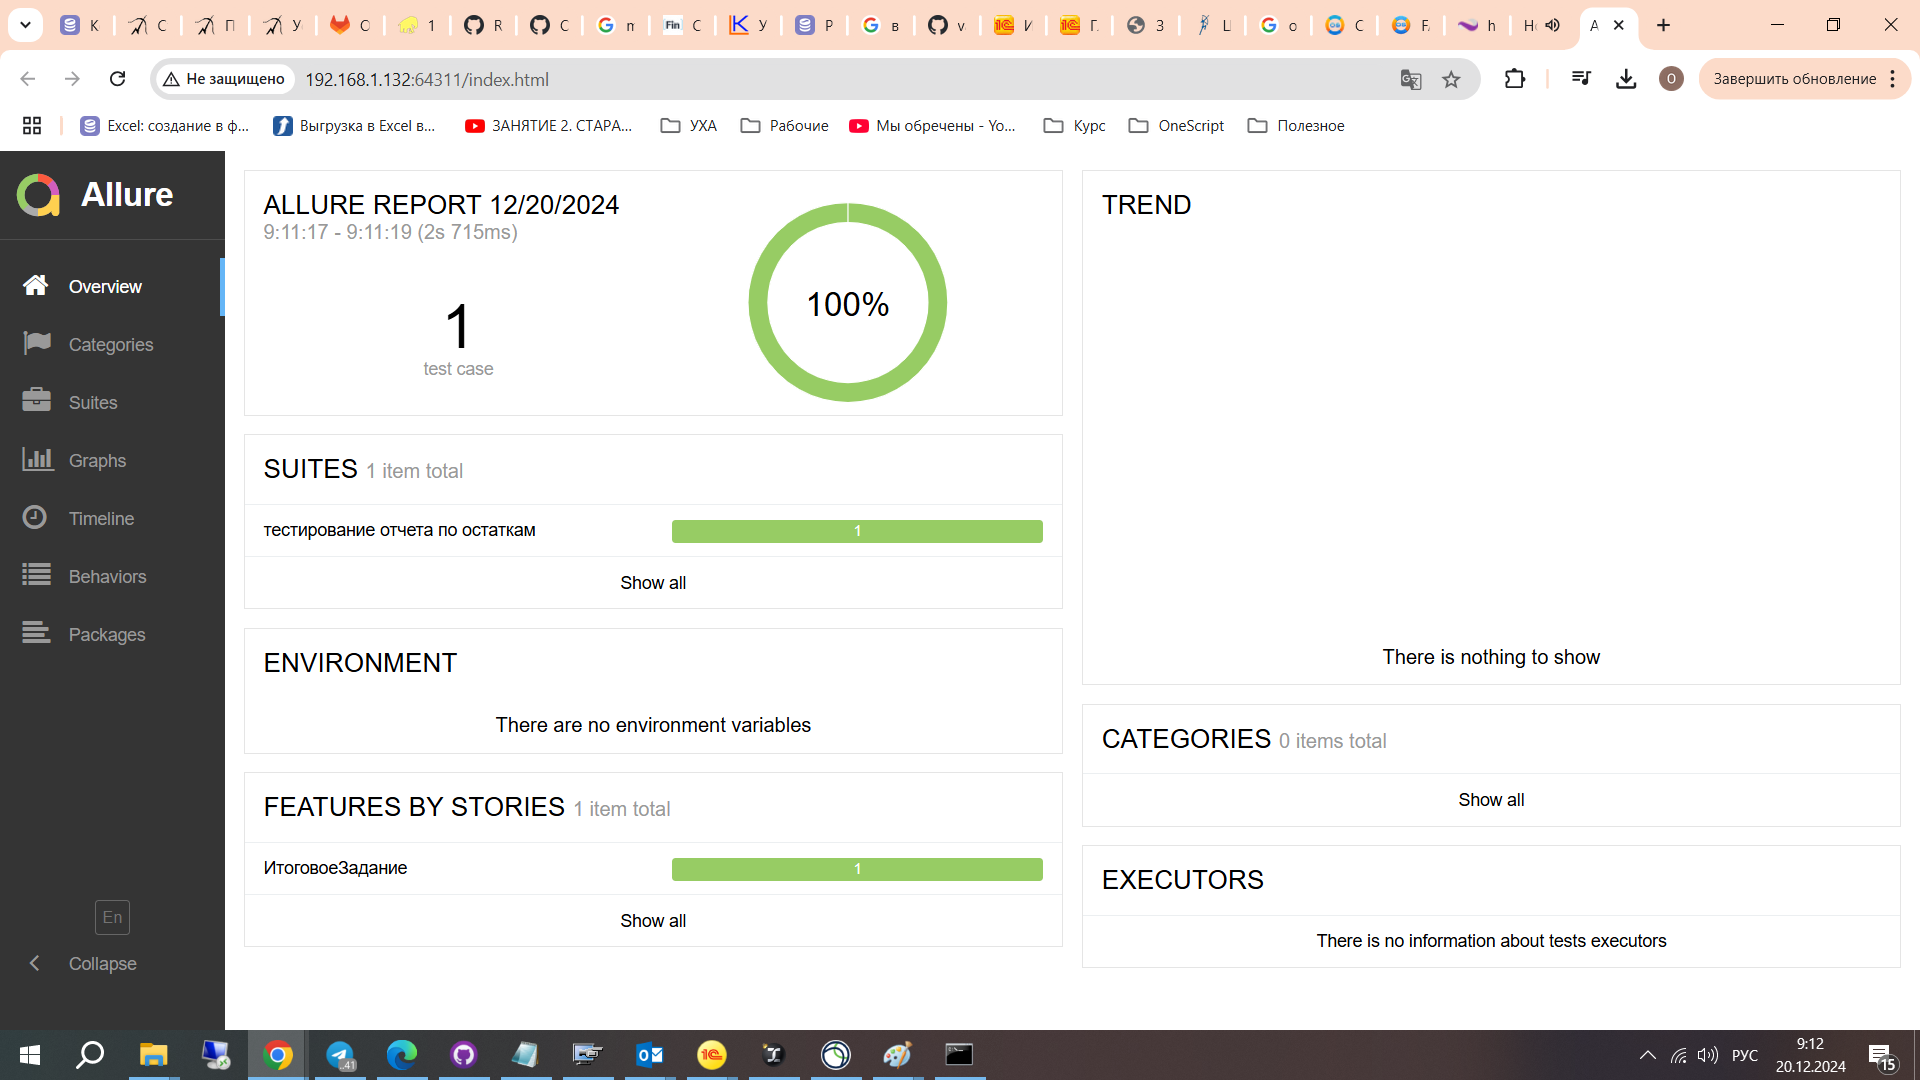 К
С
П
У
О
1
R
С
п
Fin
С
У
Р
в
v
И
Г
З
Ц
о
С
F
h
Не
А
Не защищено
192.168.1.132:64311/index.html
О
Завершить обновление
Excel: создание в ф...
Выгрузка в Excel в...
ЗАНЯТИЕ 2. СТАРА...
УХА
Рабочие
Мы обречены - Yo...
Курс
OneScript
Полезное
Allure
Overview
Categories
Suites
Graphs
Timeline
Behaviors
Packages
En
Collapse
ALLURE REPORT 12/20/2024
9:11:17 - 9:11:19 (2s 715ms)
1
test case
100%
SUITES 1 item total
тестирование отчета по остаткам
1
Show all
ENVIRONMENT
There are no environment variables
FEATURES BY STORIES 1 item total
ИтоговоеЗадание
1
Show all
TREND
There is nothing to show
CATEGORIES 0 items total
Show all
EXECUTORS
There is no information about tests executors
41
РУС
9:12
20.12.2024
15